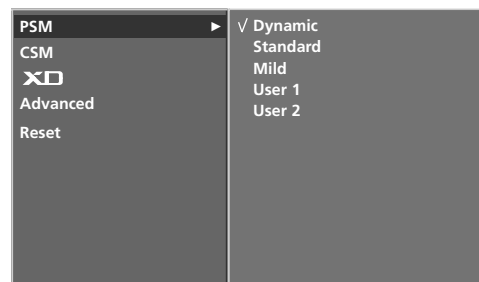 PSM ►
CSM
XD
Advanced
Reset
√ Dynamic
Standard
Mild
User 1
User 2